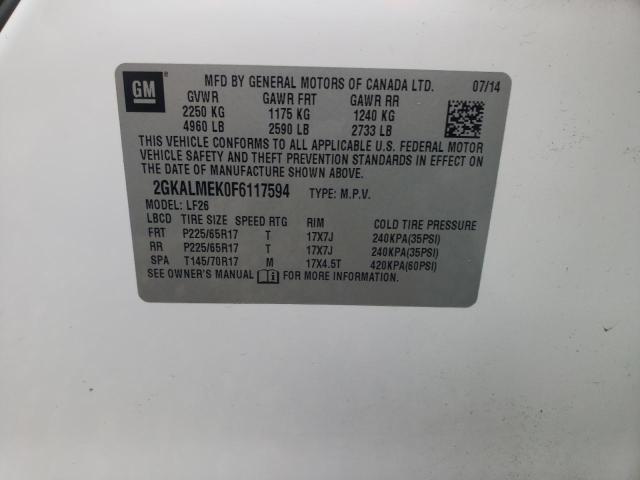 GM ® MFD BY GENERAL MOTORS OF CANADA LTD. 07/14
GVWR GAWR FRT GAWR RR
2250 KG 1175 KG 1240 KG
4960 LB 2590 LB 2733 LB
THIS VEHICLE CONFORMS TO ALL APPLICABLE U.S. FEDERAL MOTOR
VEHICLE SAFETY AND THEFT PREVENTION STANDARDS IN EFFECT ON
THE DATE OF MANUFACTURE SHOWN ABOVE.
2GKALMEK0F6117594 TYPE: M.P.V.
MODEL: LF26
LBCD TIRE SIZE SPEED RTG RIM COLD TIRE PRESSURE
FRT P225/65R17 T 17X7J 240KPA(35PSI)
RR P225/65R17 T 17X7J 240KPA(35PSI)
SPA T145/70R17 M 17X4.5T 420KPA(60PSI)
SEE OWNER'S MANUAL FOR MORE INFORMATION.